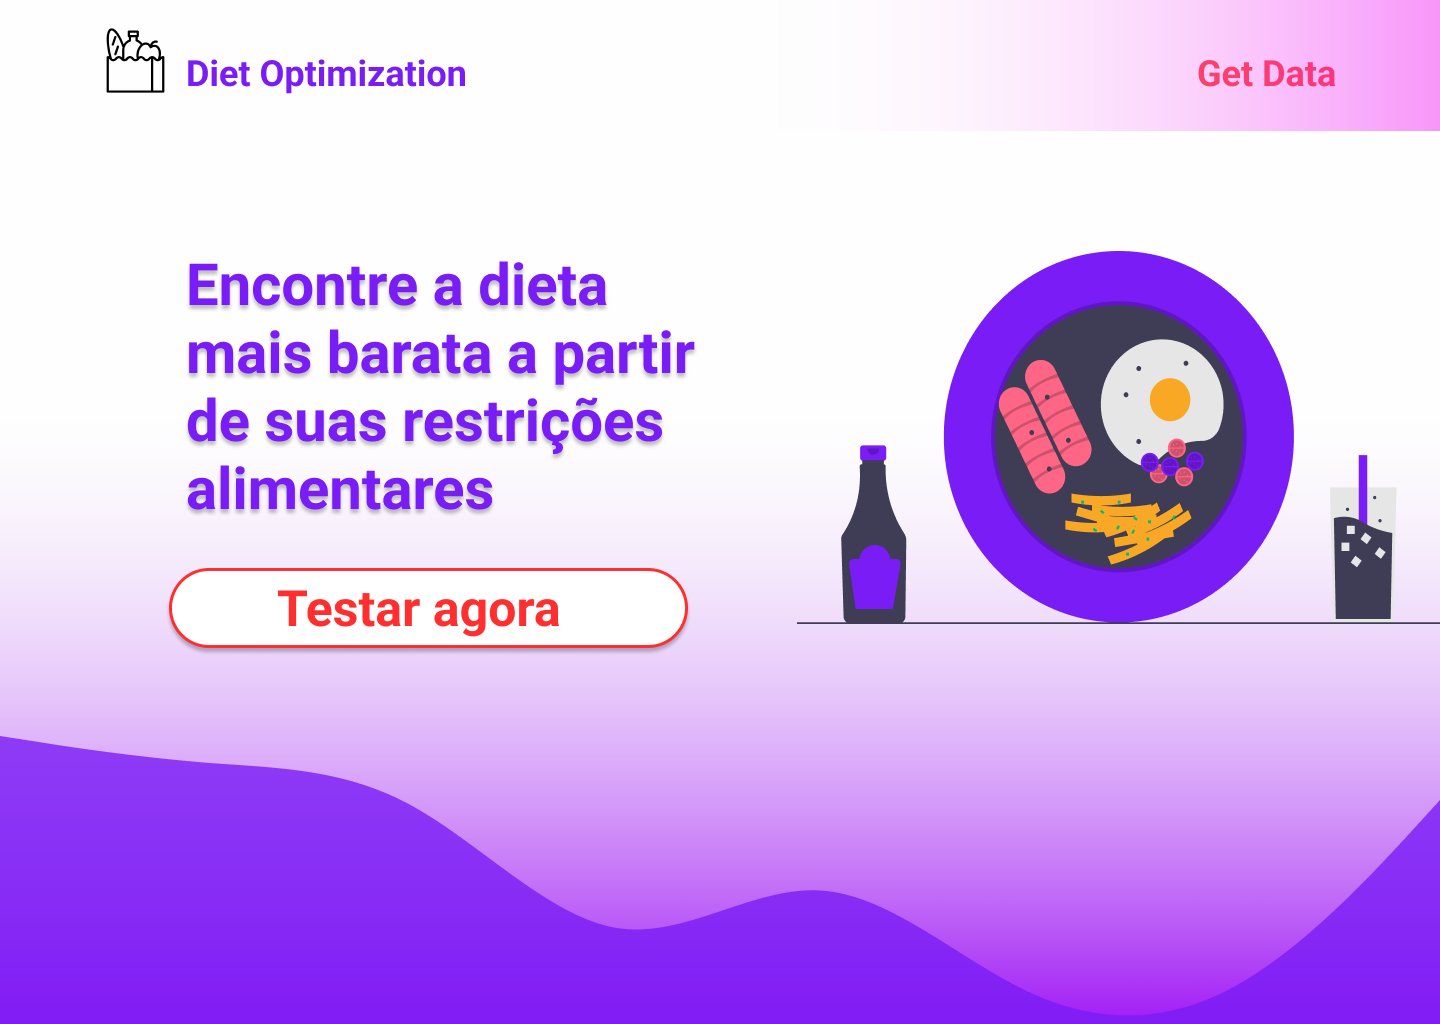 Diet Optimization
Get Data
Encontre a dieta
mais barata a partir
de suas restrições
alimentares
Testar agora